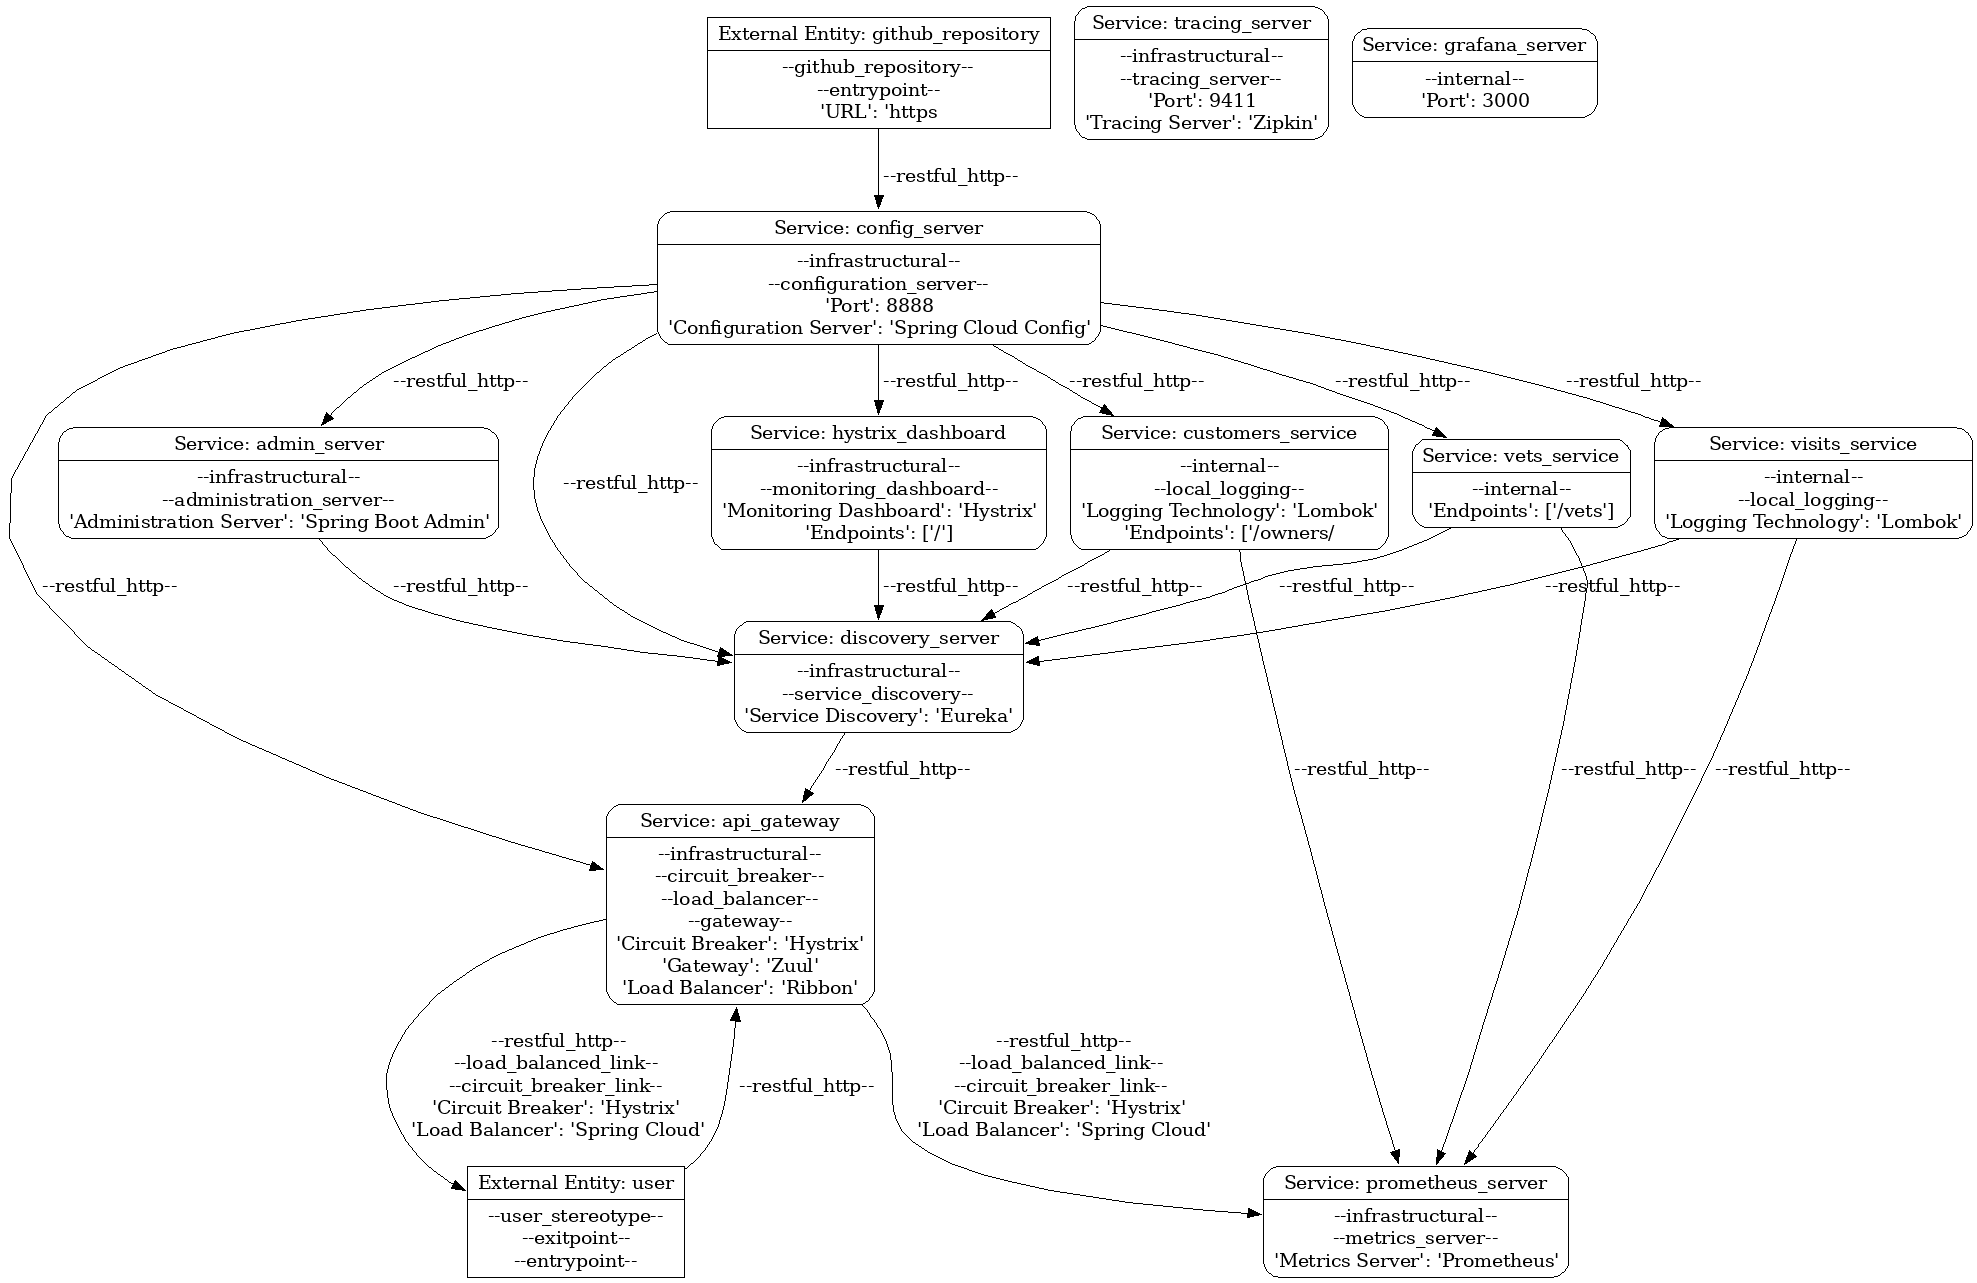 External Entity: github_repository
--github_repository--
--entrypoint--
'URL': 'https
Service: tracing_server
--infrastructural--
--tracing_server--
'Port': 9411
'Tracing Server': 'Zipkin'
Service: grafana_server
--internal--
'Port': 3000
--restful_http--
Service: config_server
--infrastructural--
--configuration_server--
'Port': 8888
'Configuration Server': 'Spring Cloud Config'
--restful_http--
--restful_http--
--restful_http--
--restful_http--
--restful_http--
Service: admin_server
--infrastructural--
--administration_server--
'Administration Server': 'Spring Boot Admin'
--restful_http--
Service: hystrix_dashboard
--infrastructural--
--monitoring_dashboard--
'Monitoring Dashboard': 'Hystrix'
'Endpoints': ['/']
Service: customers_service
--internal--
--local_logging--
'Logging Technology': 'Lombok'
'Endpoints': ['/owners/
Service: vets_service
--internal--
'Endpoints': ['/vets']
Service: visits_service
--internal--
--local_logging--
'Logging Technology': 'Lombok'
--restful_http--
--restful_http--
--restful_http--
--restful_http--
--restful_http--
--restful_http--
Service: discovery_server
--infrastructural--
--service_discovery--
'Service Discovery': 'Eureka'
--restful_http--
--restful_http--
--restful_http--
--restful_http--
Service: api_gateway
--infrastructural--
--circuit_breaker--
--load_balancer--
--gateway--
'Circuit Breaker': 'Hystrix'
'Gateway': 'Zuul'
'Load Balancer': 'Ribbon'
--restful_http--
--load_balanced_link--
--circuit_breaker_link--
'Circuit Breaker': 'Hystrix'
'Load Balancer': 'Spring Cloud'
--restful_http--
--restful_http--
--load_balanced_link--
--circuit_breaker_link--
'Circuit Breaker': 'Hystrix'
'Load Balancer': 'Spring Cloud'
External Entity: user
--user_stereotype--
--exitpoint--
--entrypoint--
Service: prometheus_server
--infrastructural--
--metrics_server--
'Metrics Server': 'Prometheus'